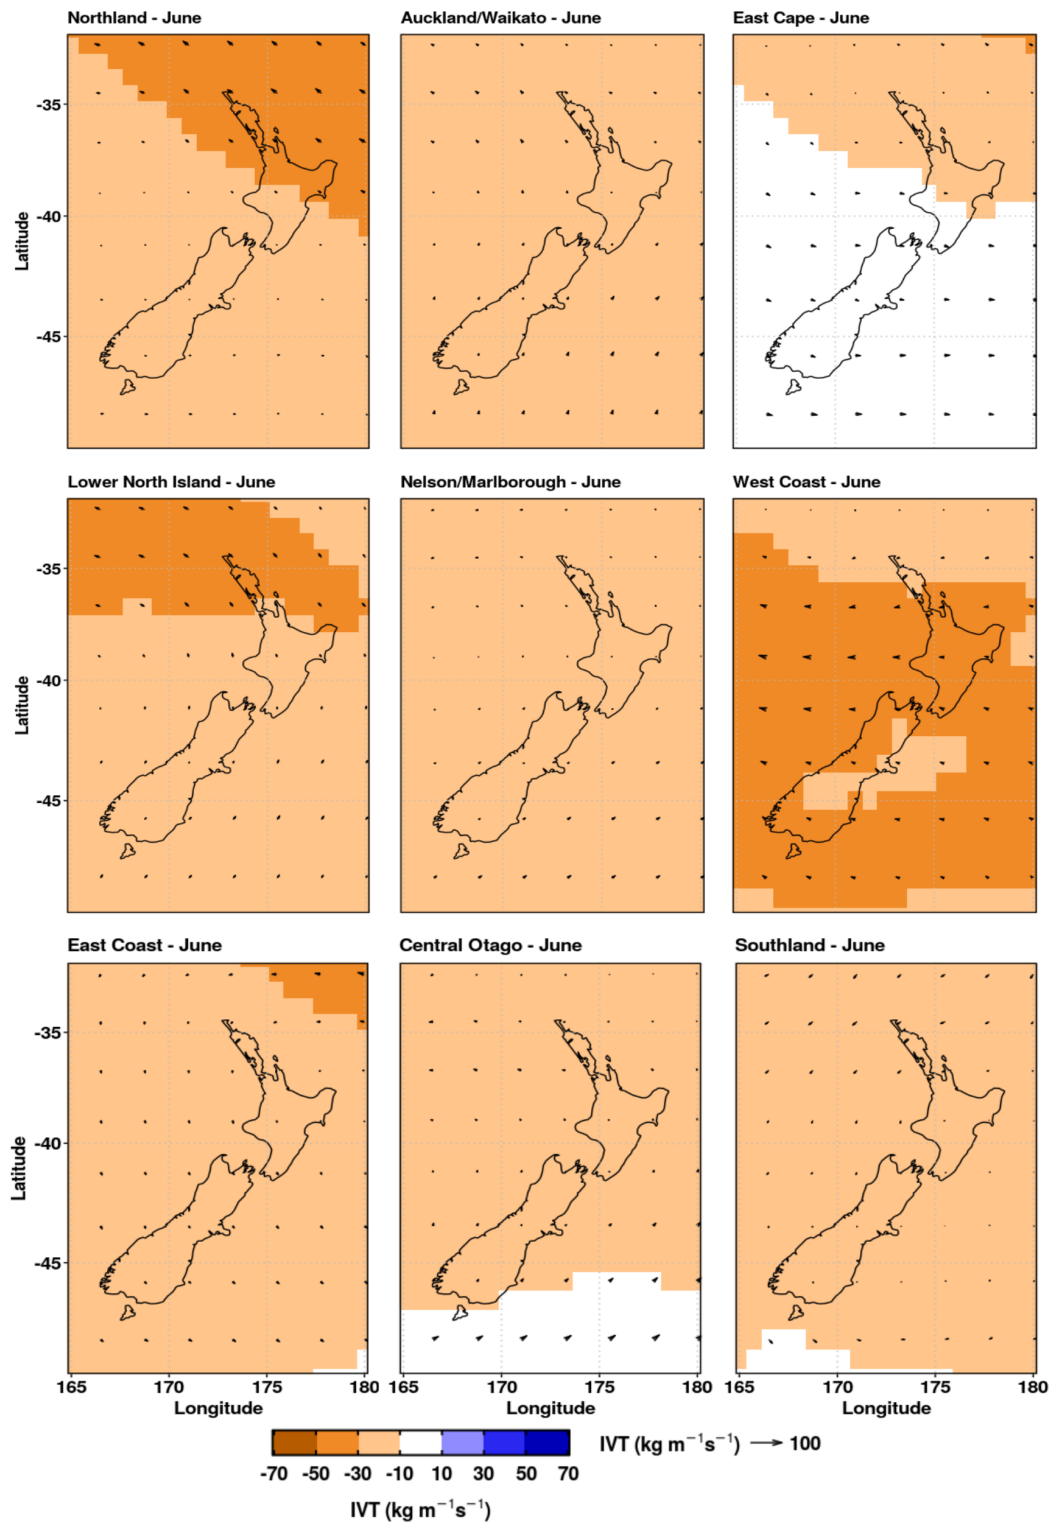 Northland - June
Auckland/Waikato - June
East Cape - June
-35
-40
-45
Latitude
Lower North Island - June
Nelson/Marlborough - June
West Coast - June
-35
-40
-45
Latitude
East Coast - June
Central Otago - June
Southland - June
-35
-40
-45
Latitude
165 170 175 180
165 170 175 180
165 170 175 180
Longitude
Longitude
Longitude
-70 -50 -30 -10 10 30 50 70
IVT (kg m⁻¹s⁻¹)
IVT (kg m⁻¹s⁻¹) → 100